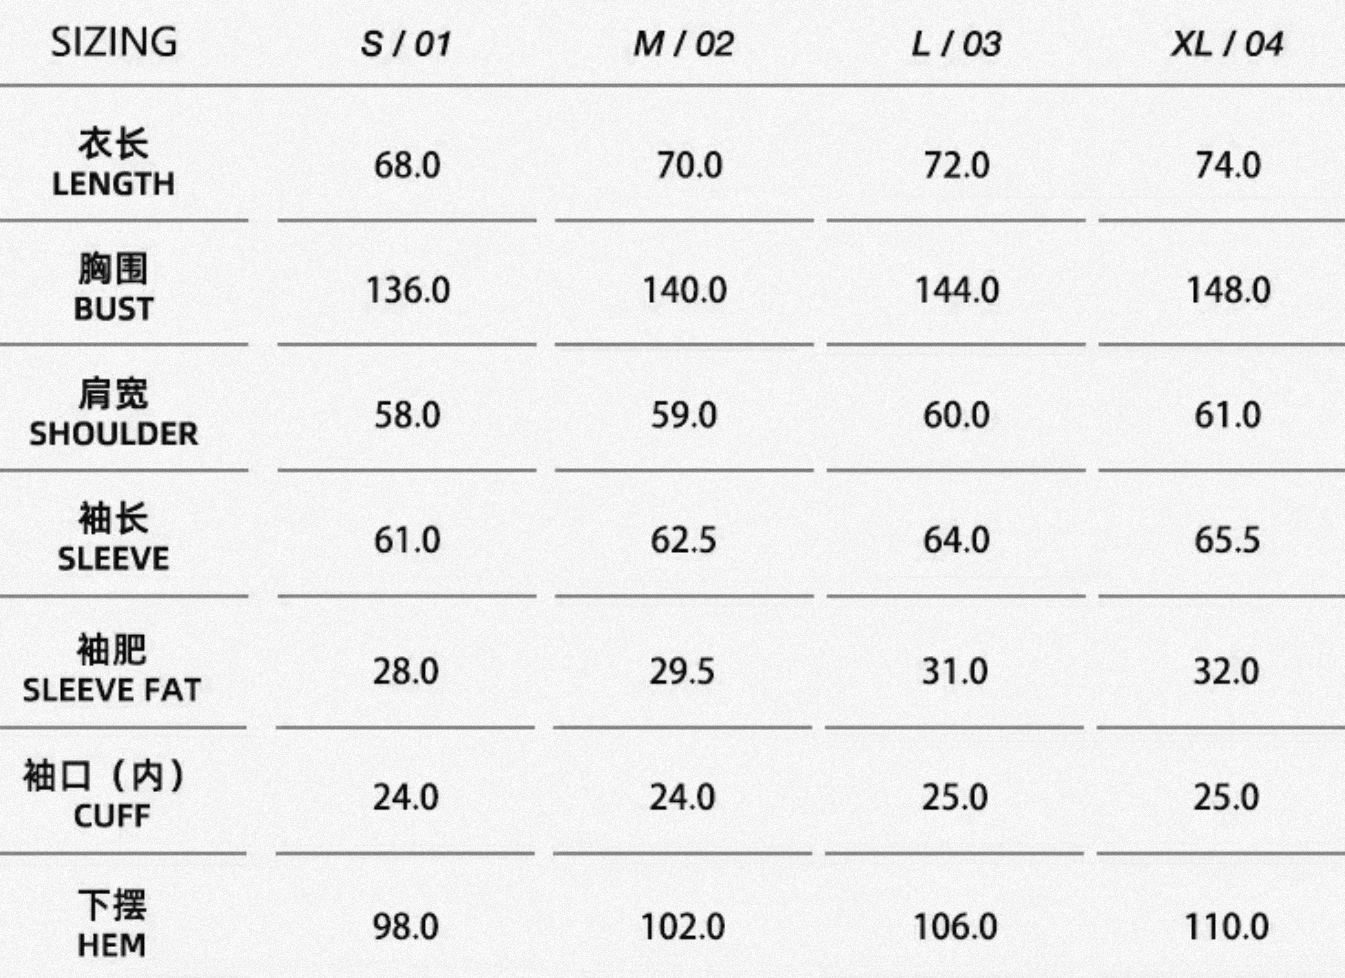 SIZING S / 01 M / 02 L / 03 XL / 04
衣长
LENGTH
68.0 70.0 72.0 74.0
胸围
BUST
136.0 140.0 144.0 148.0
肩宽
SHOULDER
58.0 59.0 60.0 61.0
袖长
SLEEVE
61.0 62.5 64.0 65.5
袖肥
SLEEVE FAT
28.0 29.5 31.0 32.0
袖口（内）
CUFF
24.0 24.0 25.0 25.0
下摆
HEM
98.0 102.0 106.0 110.0